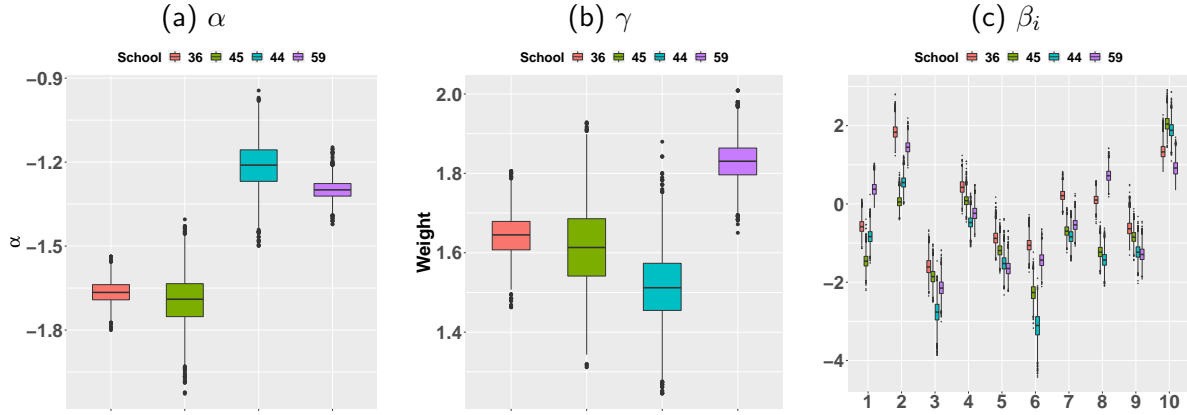 (a) α
(b) γ
(c) βᵢ
School 36 45 44 59
School 36 45 44 59
School 36 45 44 59
−0.9
−1.2
−1.5
−1.8
α
2.0
1.8
1.6
1.4
Weight
2
0
−2
−4
1 2 3 4 5 6 7 8 9 10